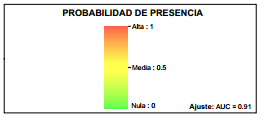 PROBABILIDAD DE PRESENCIA
Alta : 1
Media : 0.5
Nula : 0
Ajuste: AUC = 0.91